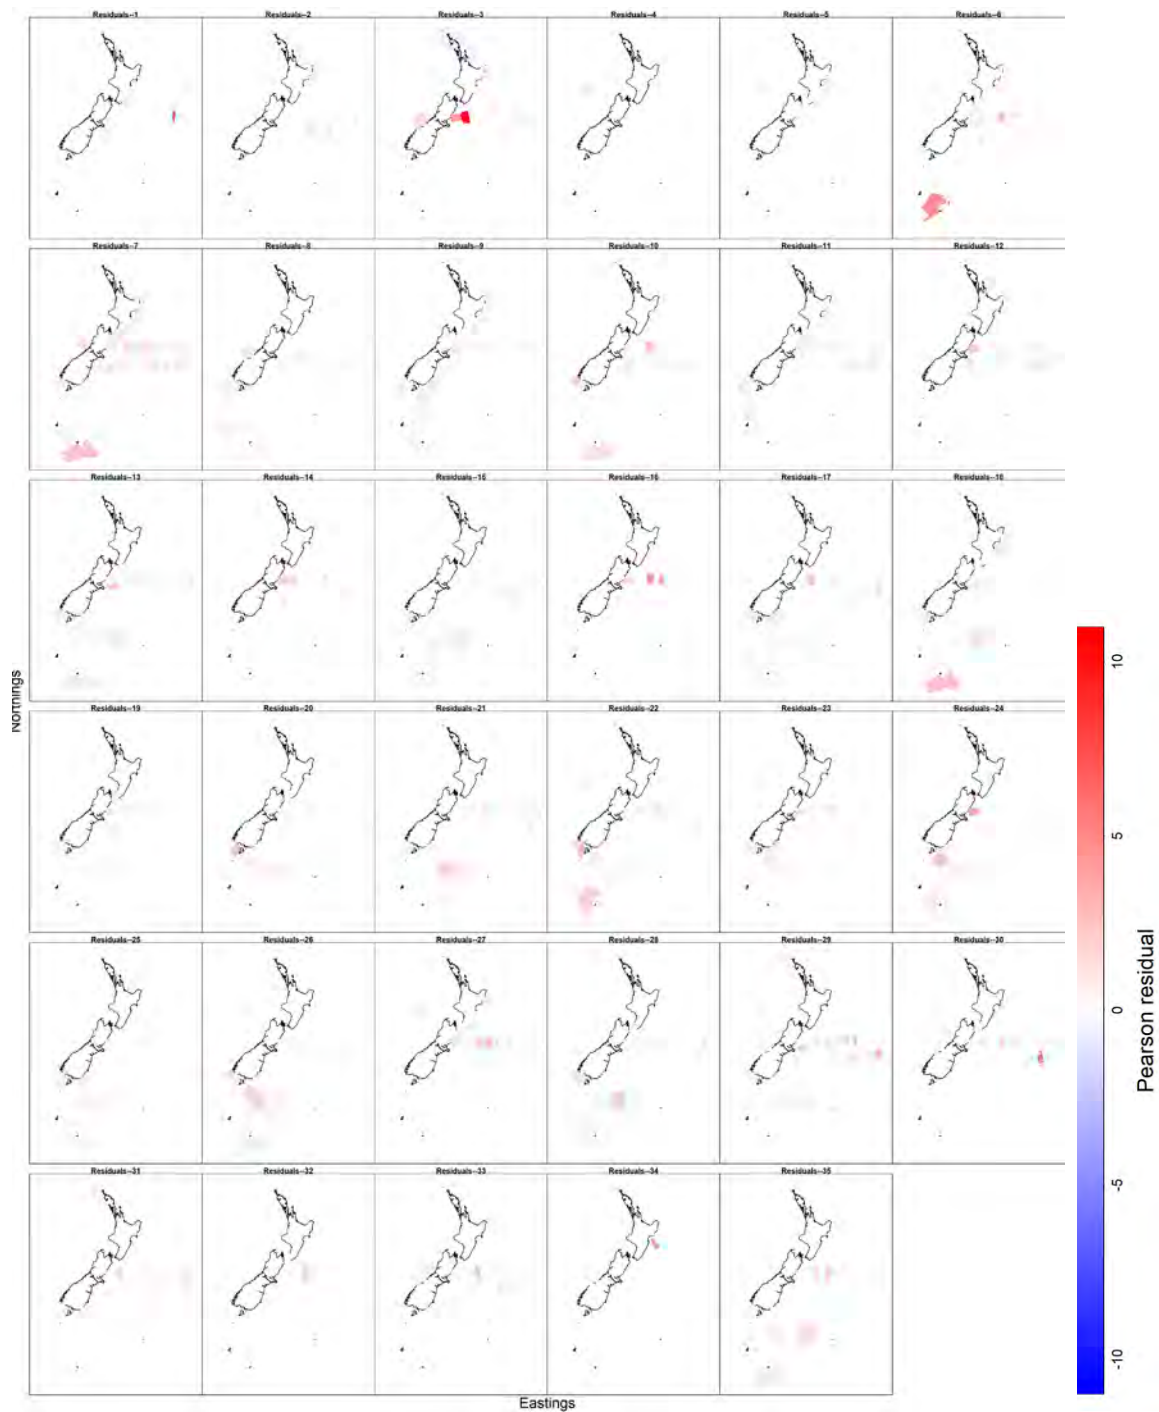 Residuals--1 Residuals--2 Residuals--3 Residuals--4 Residuals--5 Residuals--6
Residuals--7 Residuals--8 Residuals--9 Residuals--10 Residuals--11 Residuals--12
Residuals--13 Residuals--14 Residuals--15 Residuals--16 Residuals--17 Residuals--18
Northings
Residuals--19 Residuals--20 Residuals--21 Residuals--22 Residuals--23 Residuals--24
Residuals--25 Residuals--26 Residuals--27 Residuals--28 Residuals--29 Residuals--30
Residuals--31 Residuals--32 Residuals--33 Residuals--34 Residuals--35
Eastings
10
5
0
-5
-10
Pearson residual